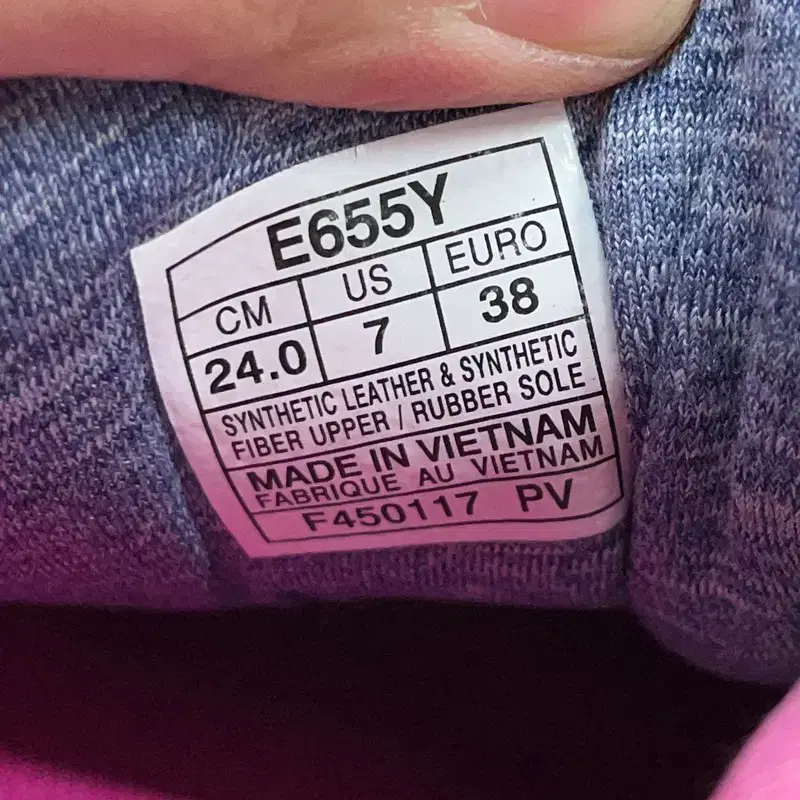 E655Y
CM US EURO
24.0 7 38
SYNTHETIC LEATHER & SYNTHETIC
FIBER UPPER / RUBBER SOLE
MADE IN VIETNAM
FABRIQUE AU VIETNAM
F450117 PV